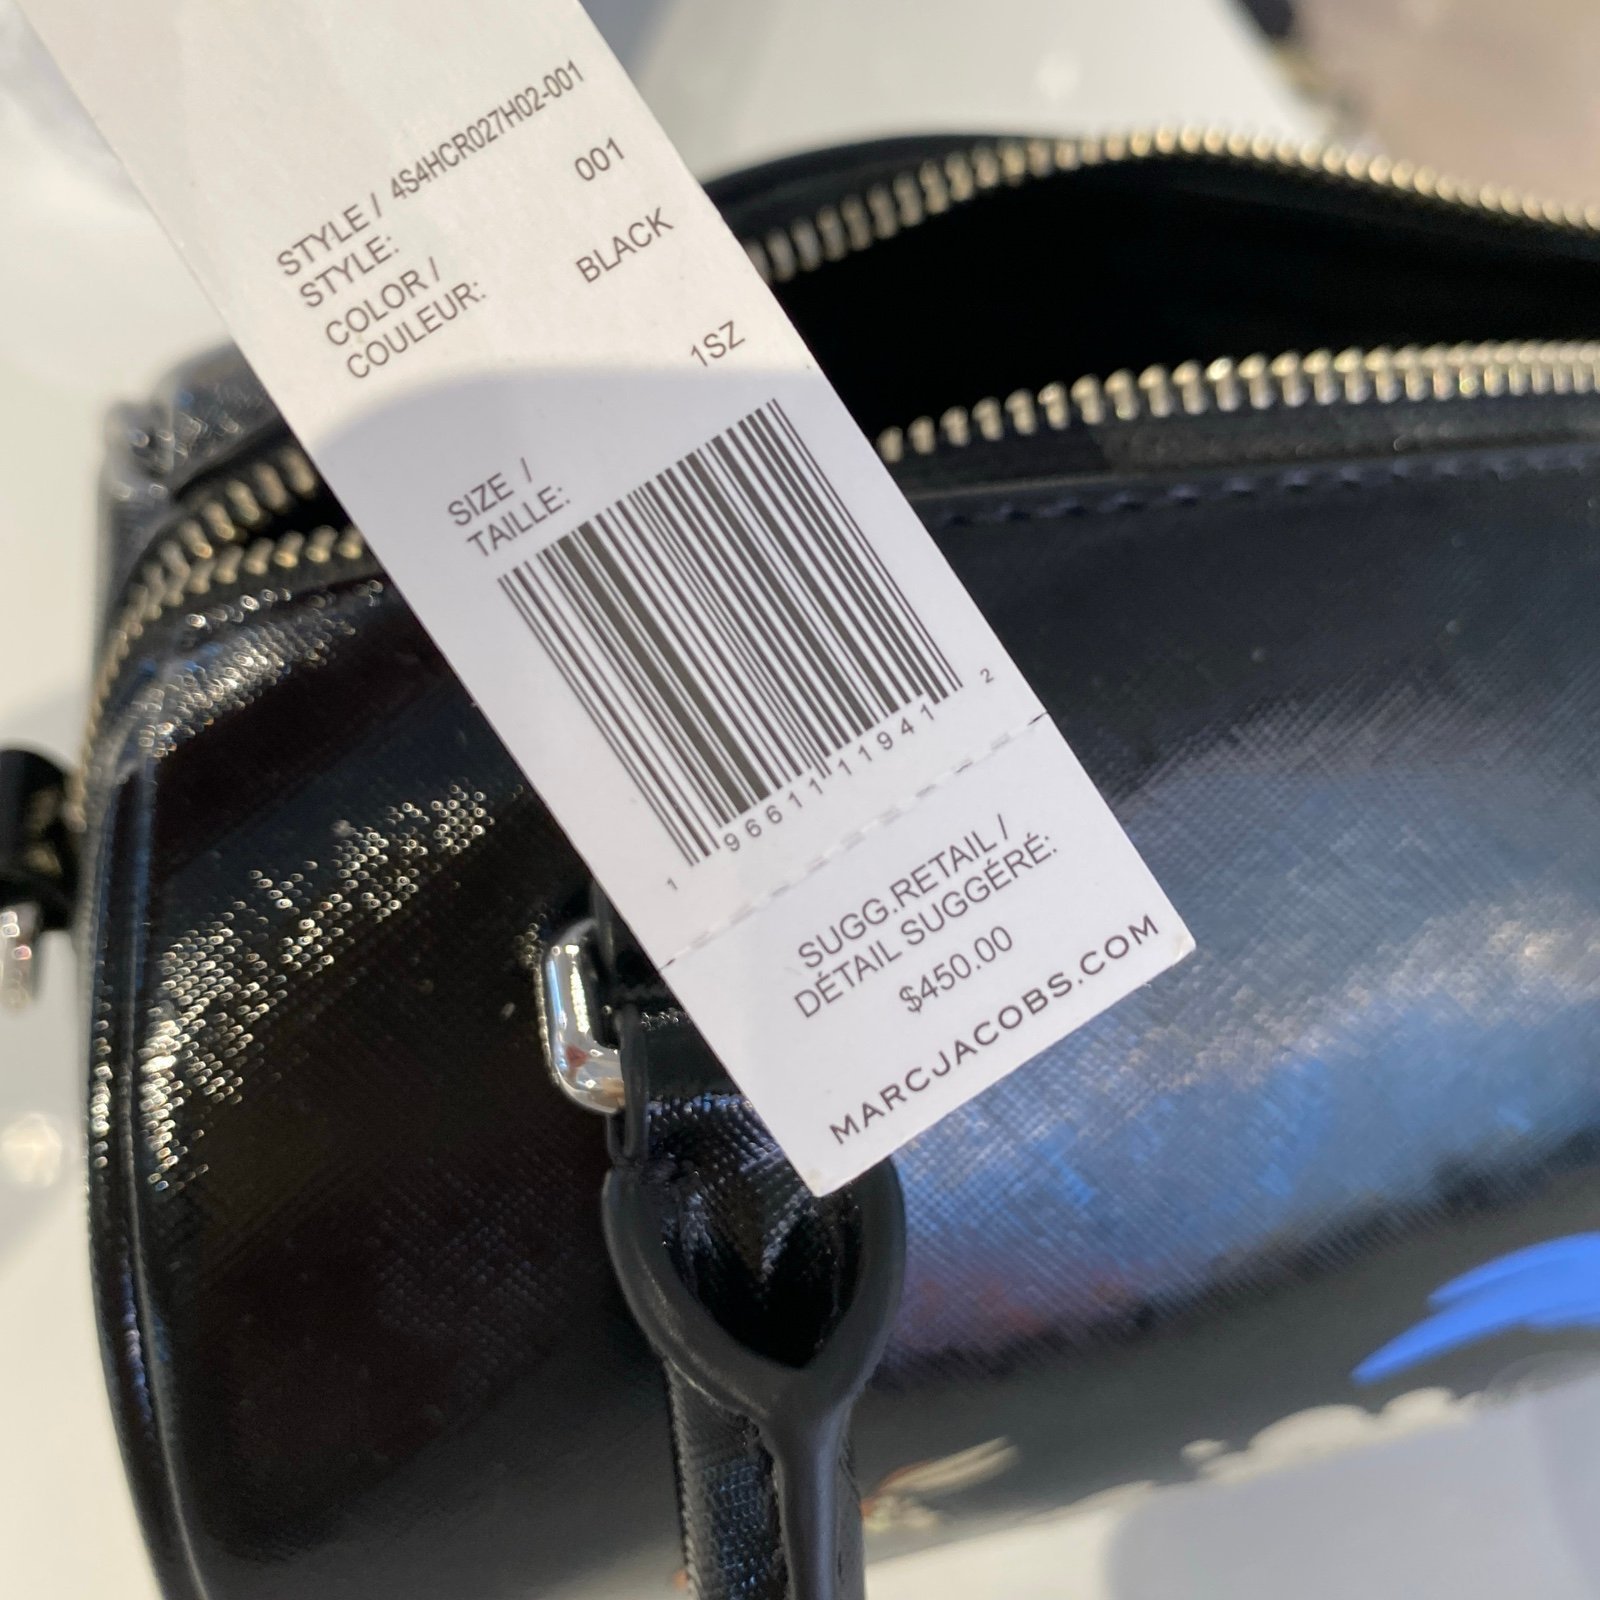 STYLE / 4S4HCR027H02-001
STYLE:
COLOR / 001
COULEUR: BLACK
SIZE / 1SZ
TAILLE:
1 96611 11941 2
SUGG.RETAIL /
DÉTAIL SUGGÉRÉ:
$450.00
MARCJACOBS.COM